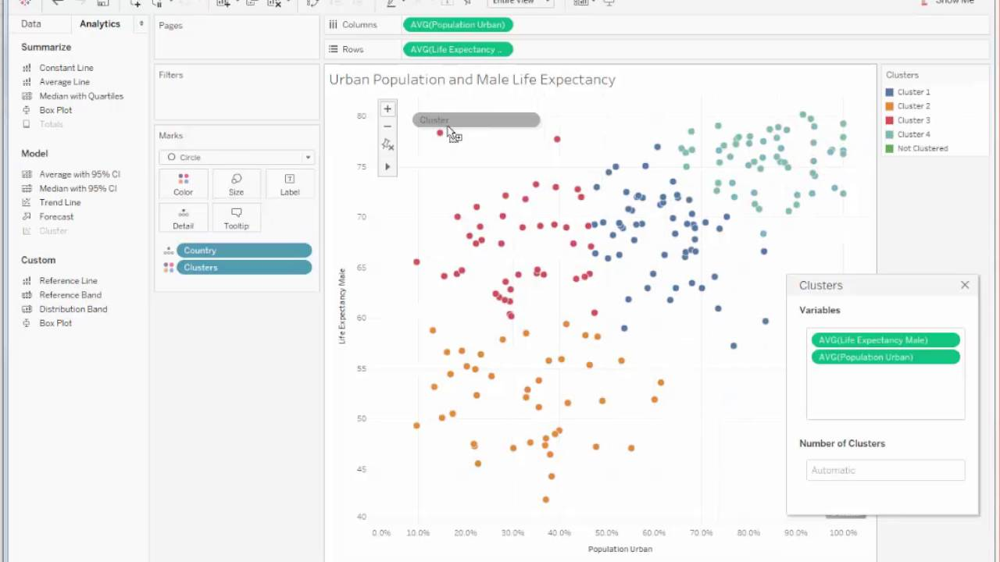 Entire View
Show Me
Data
Analytics
Summarize
Constant Line
Average Line
Median with Quartiles
Box Plot
Totals
Model
Average with 95% CI
Median with 95% CI
Trend Line
Forecast
Cluster
Custom
Reference Line
Reference Band
Distribution Band
Box Plot
Pages
Filters
Marks
Circle
Color
Size
Label
Detail
Tooltip
Country
Clusters
Columns
AVG(Population Urban)
Rows
AVG(Life Expectancy ..
Urban Population and Male Life Expectancy
Cluster
Life Expectancy Male
80
75
70
65
60
55
50
45
40
0.0%
10.0%
20.0%
30.0%
40.0%
50.0%
60.0%
70.0%
80.0%
90.0%
100.0%
Population Urban
Clusters
Cluster 1
Cluster 2
Cluster 3
Cluster 4
Not Clustered
Clusters
Variables
AVG(Life Expectancy Male)
AVG(Population Urban)
Number of Clusters
Automatic